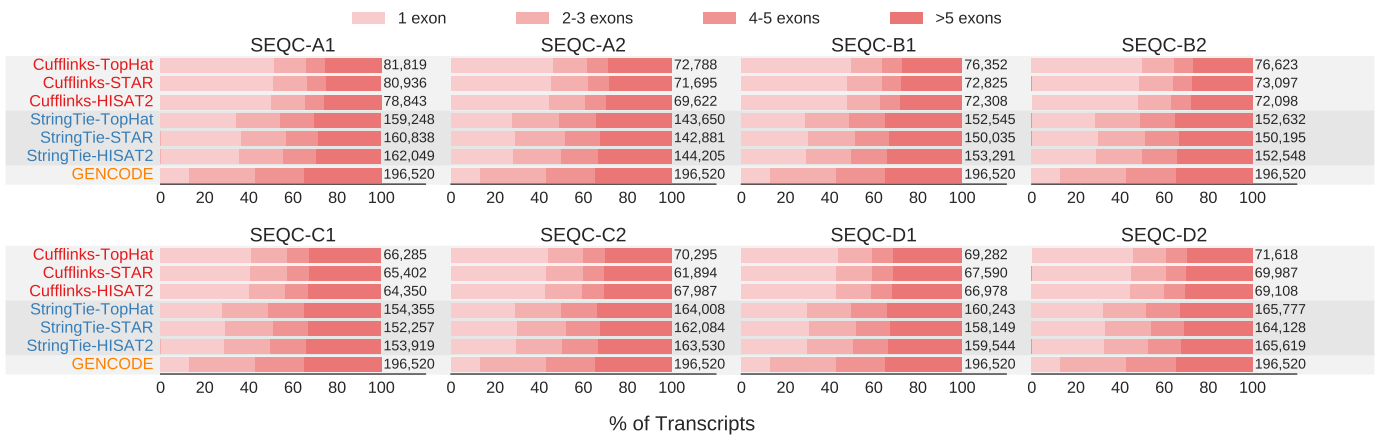 1 exon 2-3 exons 4-5 exons >5 exons
SEQC-A1 SEQC-A2 SEQC-B1 SEQC-B2
Cufflinks-TopHat 81,819 72,788 76,352 76,623
Cufflinks-STAR 80,936 71,695 72,825 73,097
Cufflinks-HISAT2 78,843 69,622 72,308 72,098
StringTie-TopHat 159,248 143,650 152,545 152,632
StringTie-STAR 160,838 142,881 150,035 150,195
StringTie-HISAT2 162,049 144,205 153,291 152,548
GENCODE 196,520 196,520 196,520 196,520
0 20 40 60 80 100 0 20 40 60 80 100 0 20 40 60 80 100 0 20 40 60 80 100
SEQC-C1 SEQC-C2 SEQC-D1 SEQC-D2
Cufflinks-TopHat 66,285 70,295 69,282 71,618
Cufflinks-STAR 65,402 61,894 67,590 69,987
Cufflinks-HISAT2 64,350 67,987 66,978 69,108
StringTie-TopHat 154,355 164,008 160,243 165,777
StringTie-STAR 152,257 162,084 158,149 164,128
StringTie-HISAT2 153,919 163,530 159,544 165,619
GENCODE 196,520 196,520 196,520 196,520
0 20 40 60 80 100 0 20 40 60 80 100 0 20 40 60 80 100 0 20 40 60 80 100
% of Transcripts